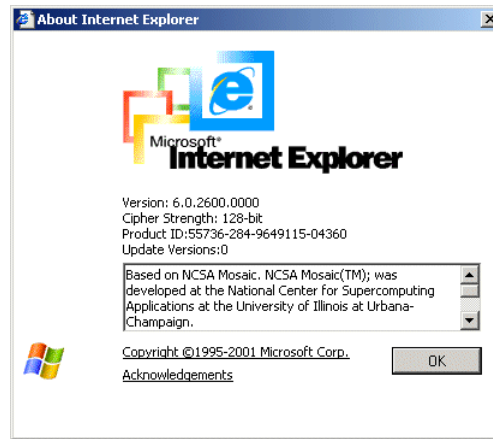 About Internet Explorer
Microsoft
Internet Explorer
Version: 6.0.2600.0000
Cipher Strength: 128-bit
Product ID:55736-284-9649115-04360
Update Versions:0
Based on NCSA Mosaic. NCSA Mosaic(TM); was
developed at the National Center for Supercomputing
Applications at the University of Illinois at Urbana-
Champaign.
Copyright ©1995-2001 Microsoft Corp.
OK
Acknowledgements